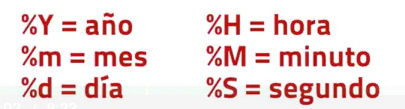 %Y = año
%m = mes
%d = día
%H = hora
%M = minuto
%S = segundo